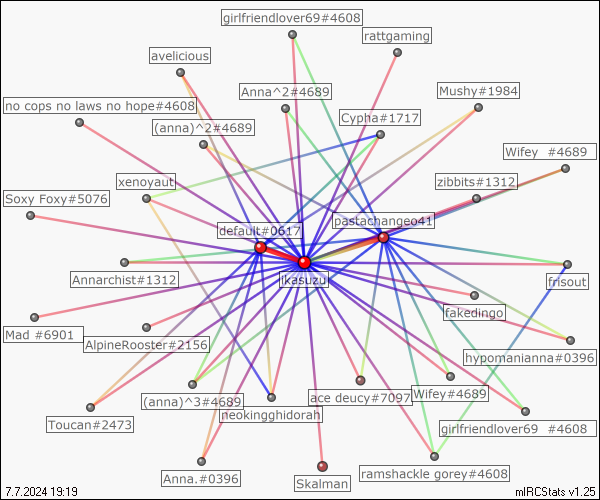 girlfriendlover69#4608
rattgaming
avelicious
Anna^2#4689
Mushy#1984
no cops no laws no hope#4608
Cypha#1717
(anna)^2#4689
Wifey #4689
xenoyaut
zibbits#1312
Soxy Foxy#5076
pastachangeo41
default#0617
Annarchist#1312
ikasuzu
frisout
fakedingo
Mad #6901
AlpineRooster#2156
hypomanianna#0396
ace deucy#7097
Wifey#4689
(anna)^3#4689
neokingghidorah
Toucan#2473
girlfriendlover69 #4608
Anna.#0396
ramshackle gorey#4608
Skalman
7.7.2024 19:19
mIRCStats v1.25